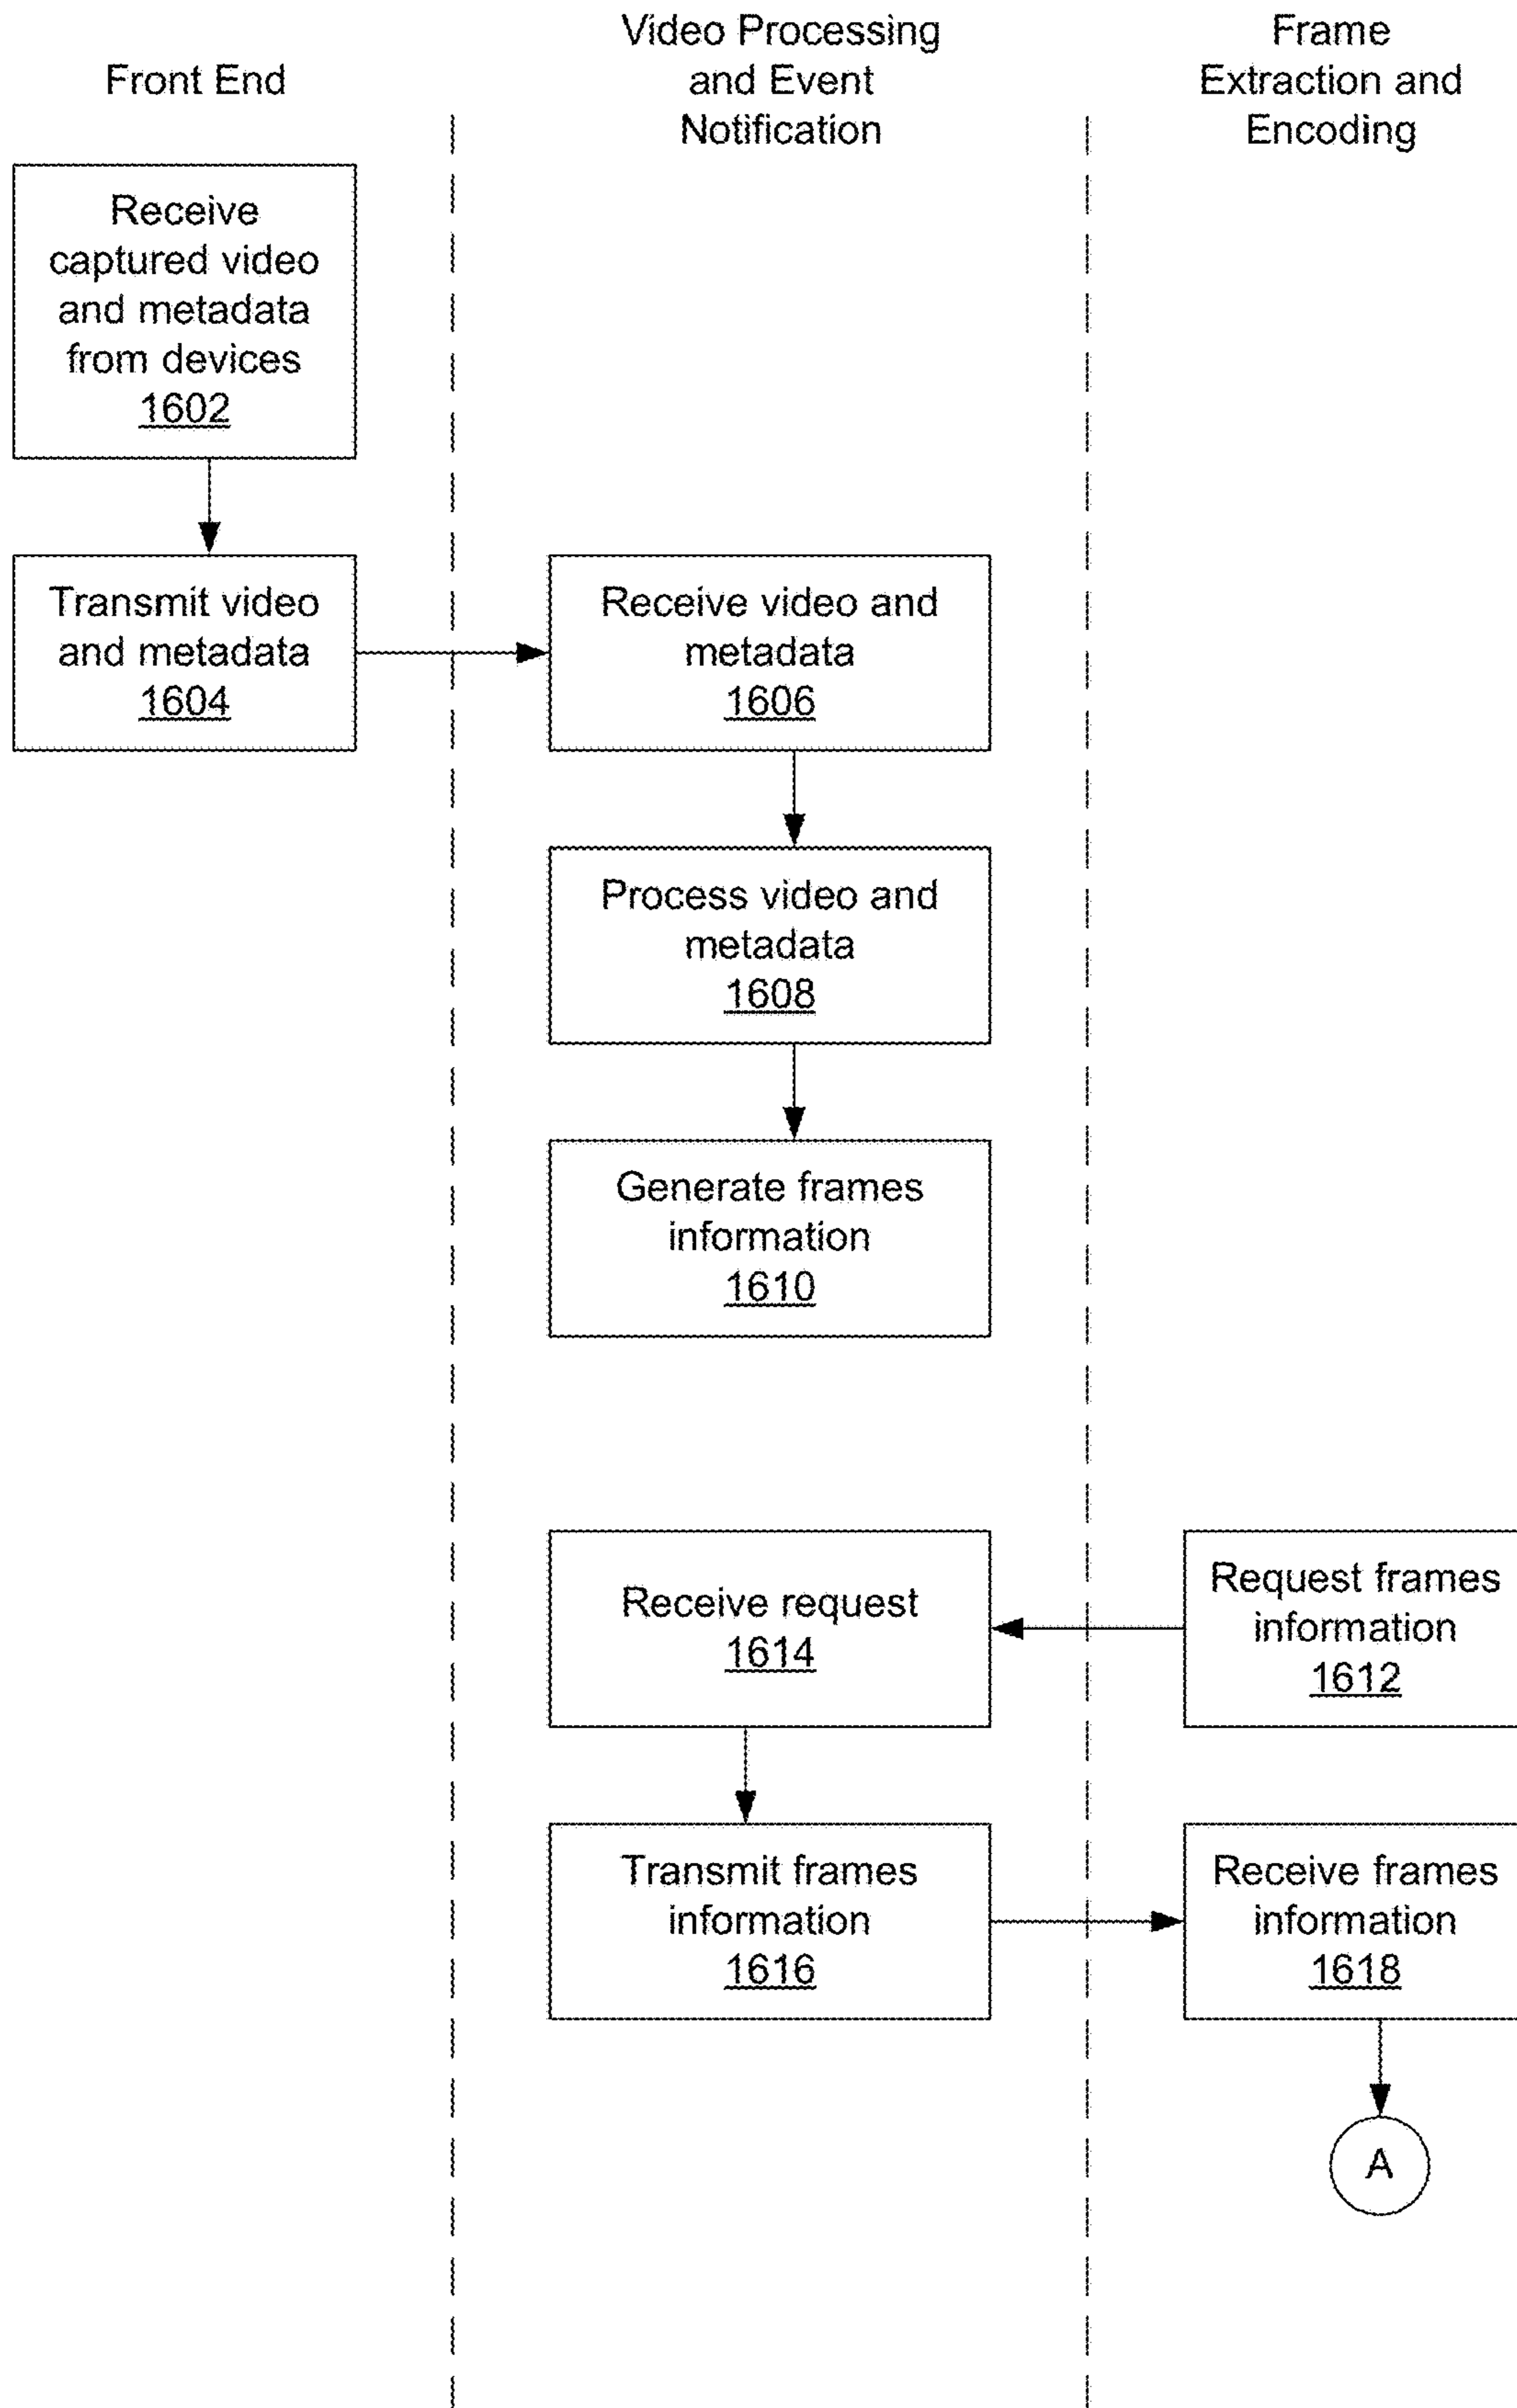 Front End
Video Processing
and Event
Notification
Frame
Extraction and
Encoding
Receive
captured video
and metadata
from devices
1602
Transmit video
and metadata
1604
Receive video and
metadata
1606
Process video and
metadata
1608
Generate frames
information
1610
Request frames
information
1612
Receive request
1614
Transmit frames
information
1616
Receive frames
information
1618
A